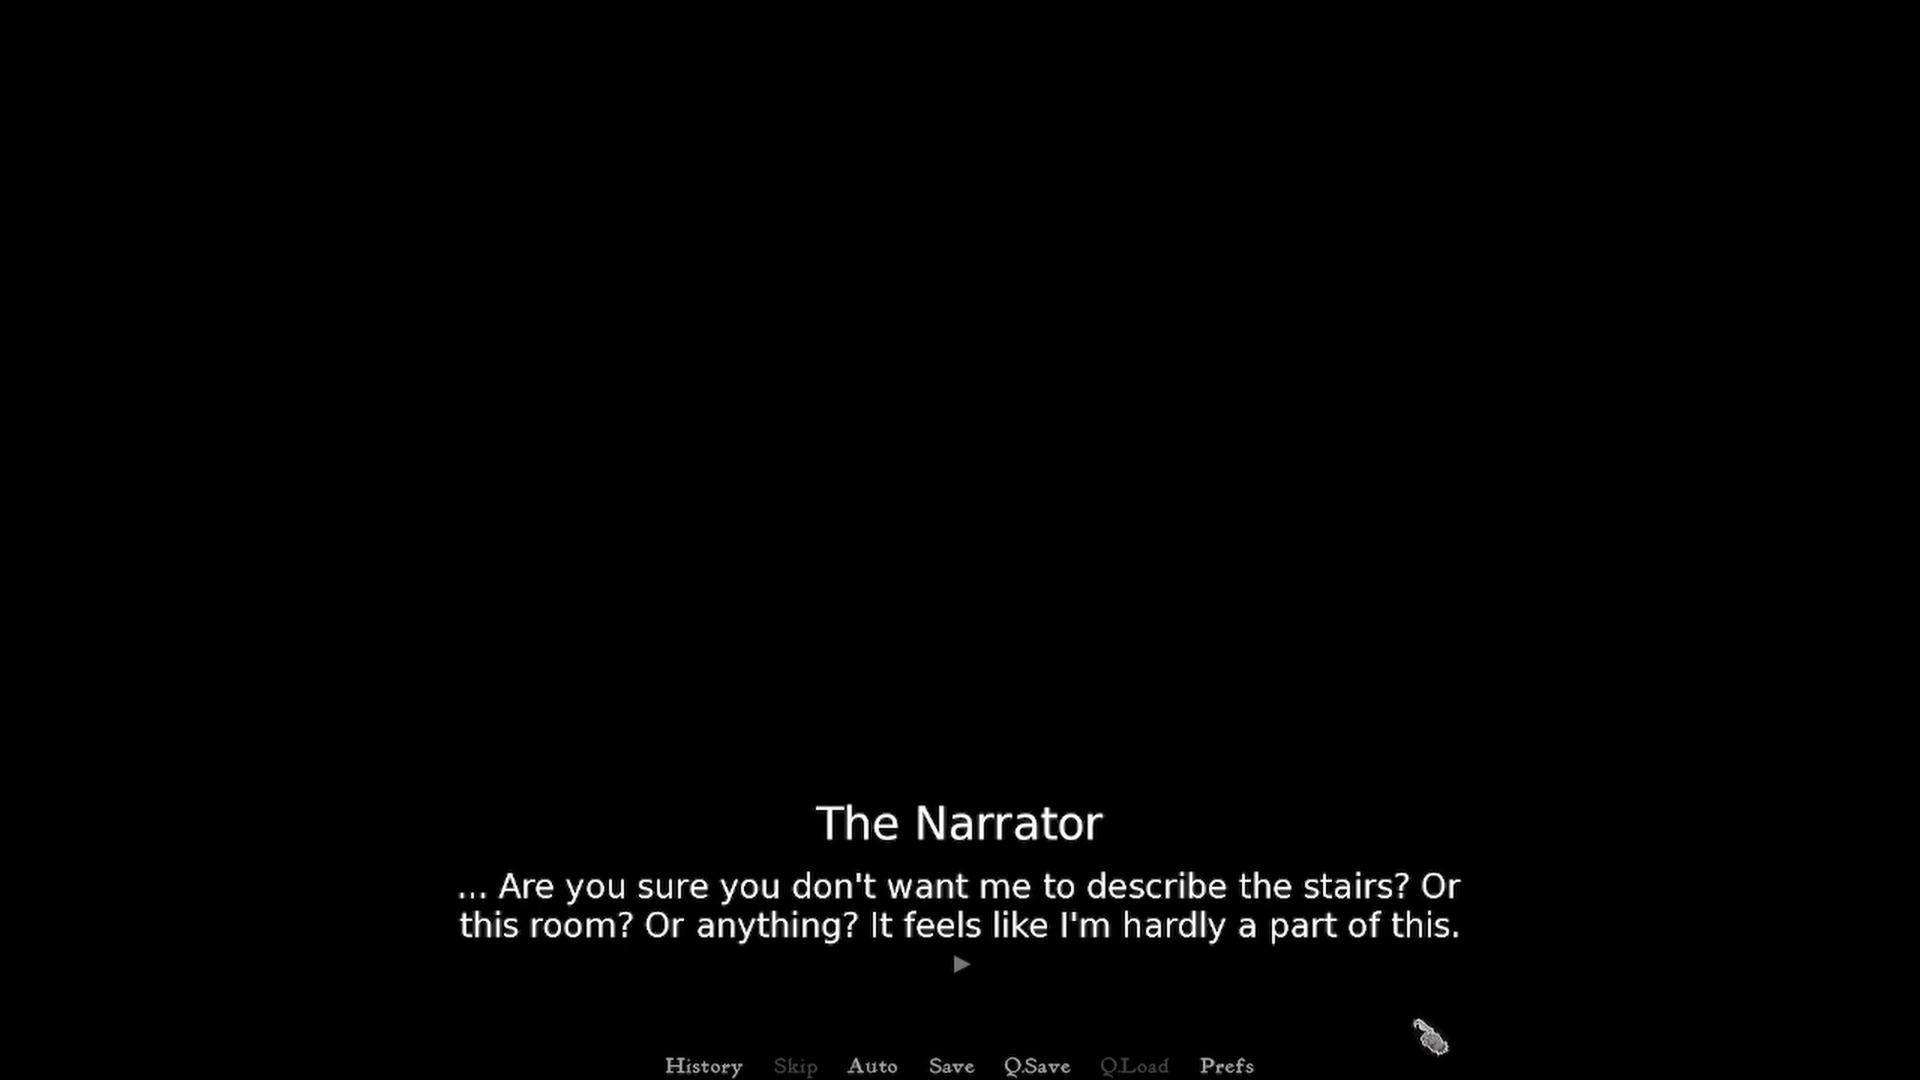 The Narrator
... Are you sure you don't want me to describe the stairs? Or
this room? Or anything? It feels like I'm hardly a part of this.
History Skip Auto Save Q.Save Q.Load Prefs